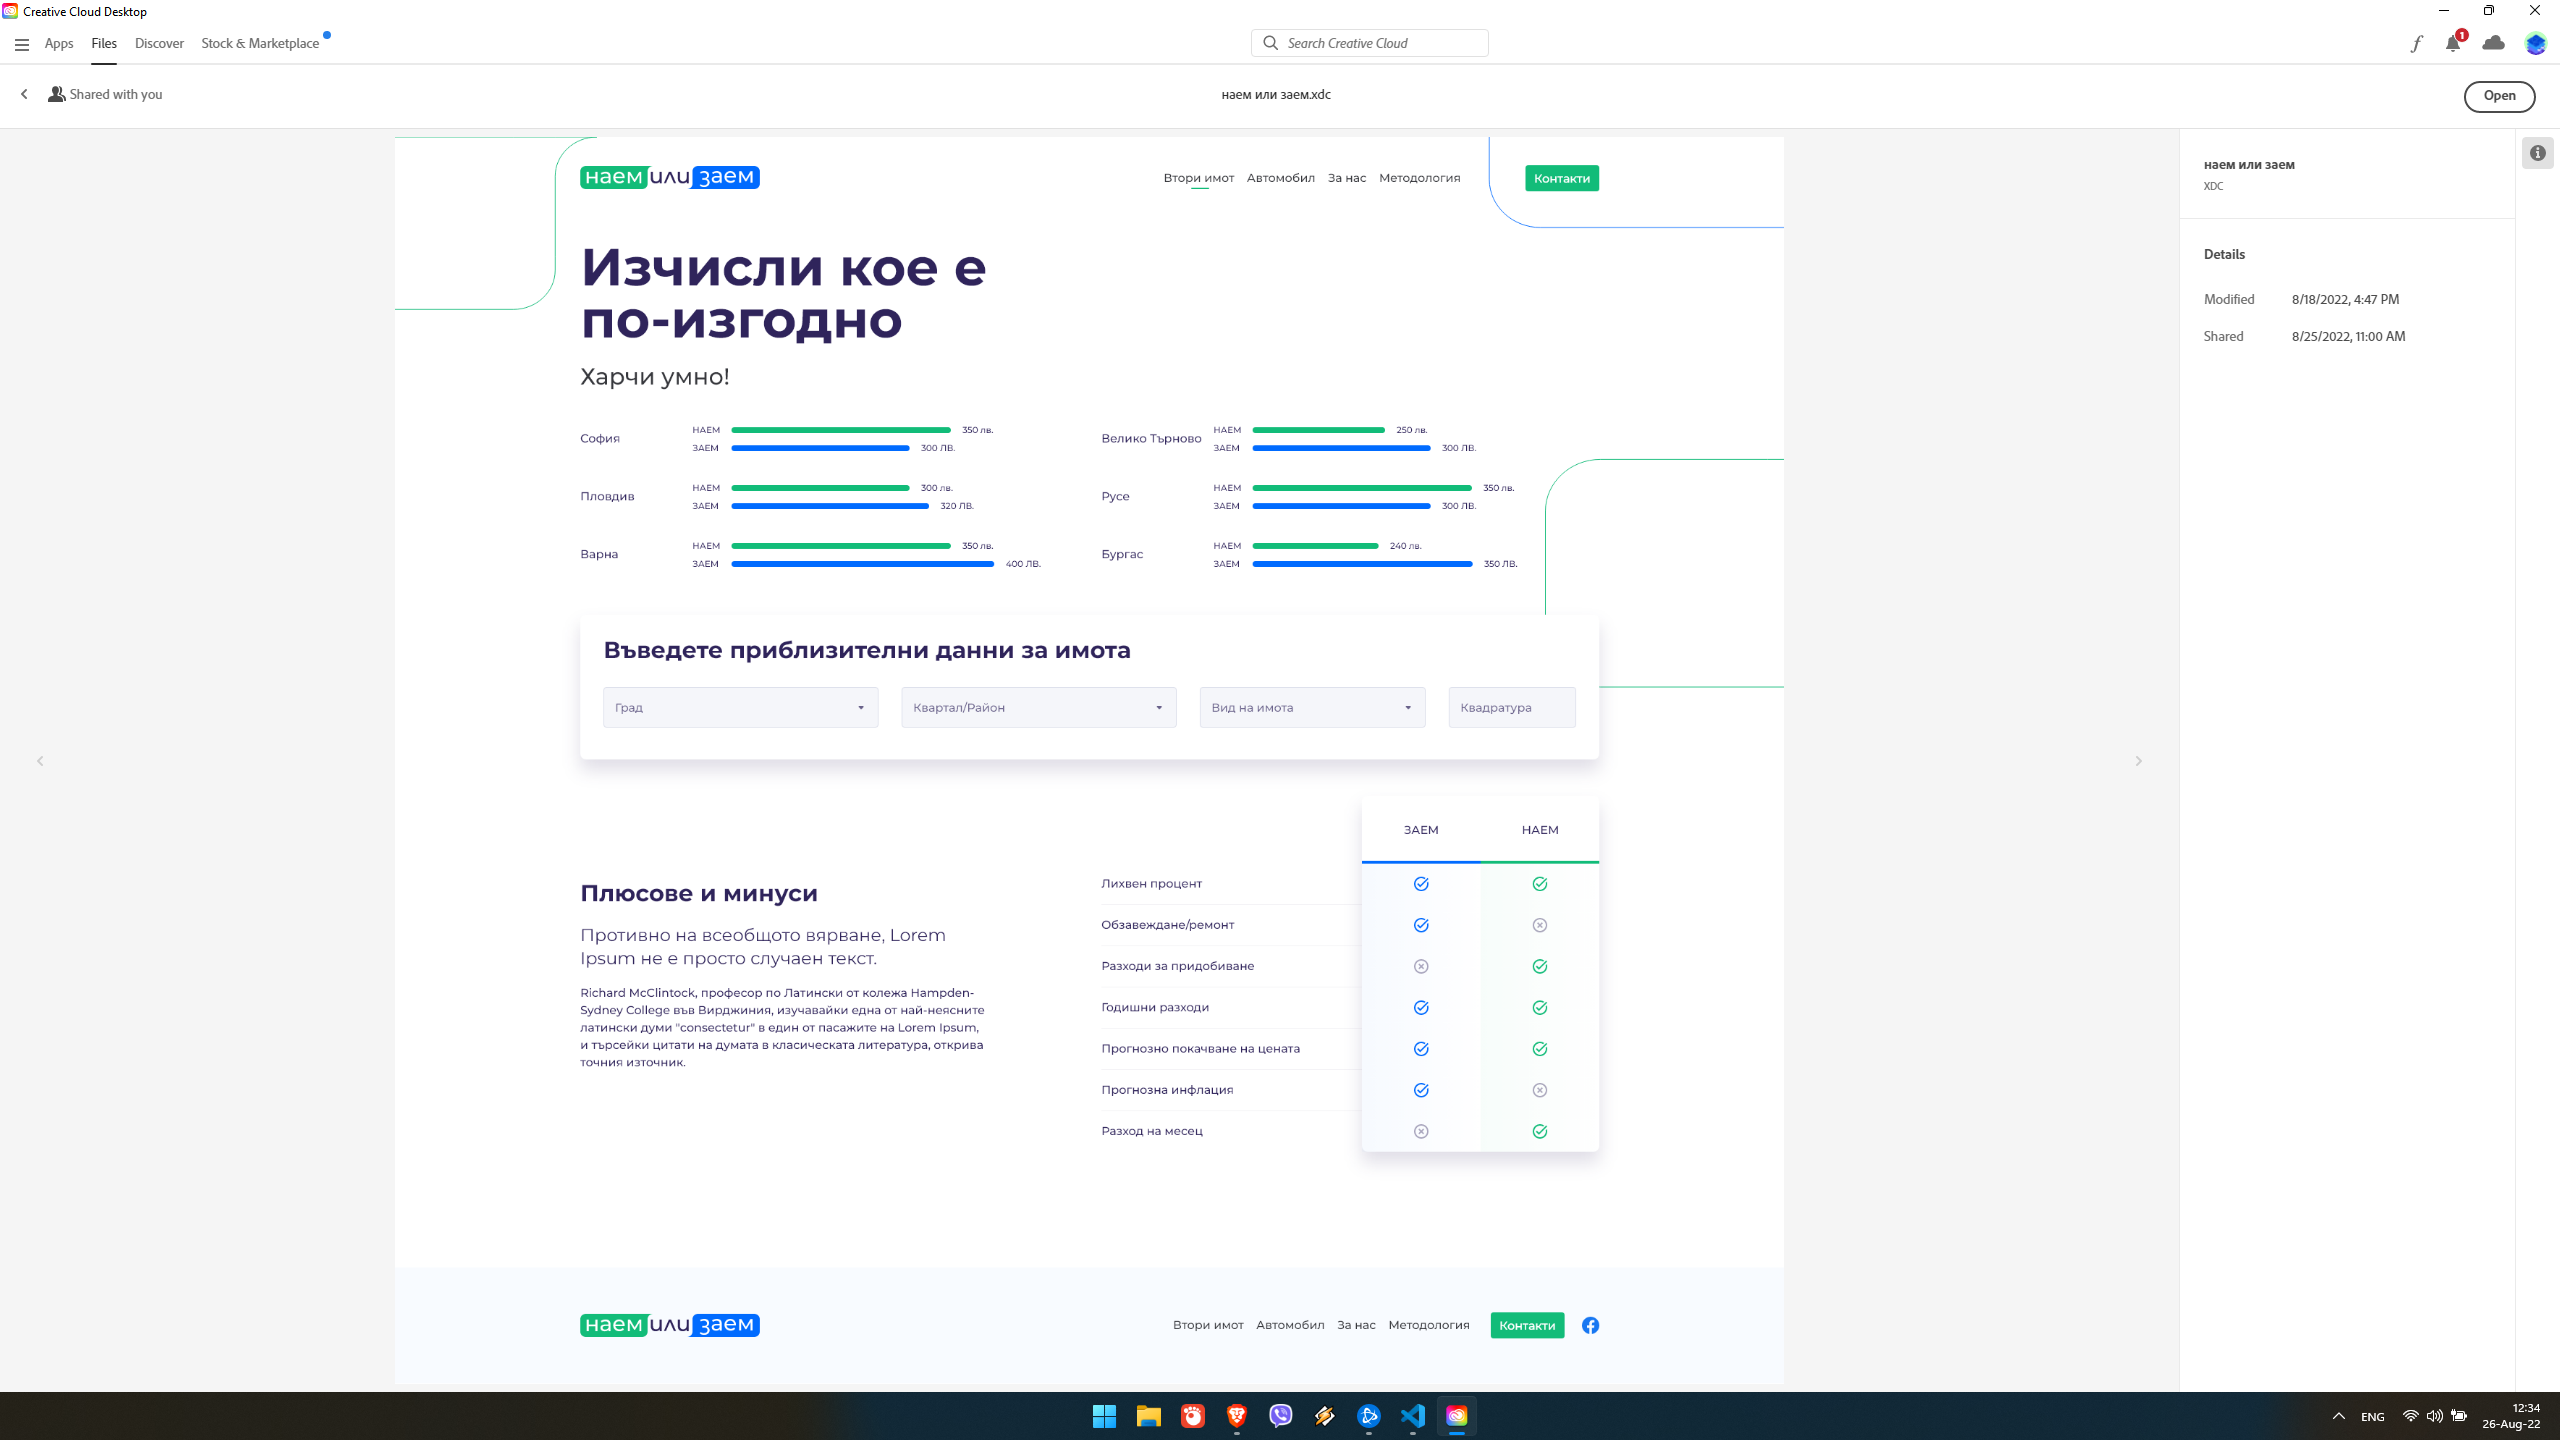 Creative Cloud Desktop
Apps Files Discover Stock & Marketplace
Search Creative Cloud
1
Shared with you
наем или заем.xdc
Open
наем или заем
XDC
Details
Modified 8/18/2022, 4:47 PM
Shared 8/25/2022, 11:00 AM
наем или заем
Втори имот Автомобил За нас Методология Контакти
Изчисли кое е
по-изгодно
Харчи умно!
София
НАЕМ 350 лв.
ЗАЕМ 300 ЛВ.
Велико Търново
НАЕМ 250 лв.
ЗАЕМ 300 ЛВ.
Пловдив
НАЕМ 300 лв.
ЗАЕМ 320 ЛВ.
Русе
НАЕМ 350 лв.
ЗАЕМ 300 ЛВ.
Варна
НАЕМ 350 лв.
ЗАЕМ 400 ЛВ.
Бургас
НАЕМ 240 лв.
ЗАЕМ 350 ЛВ.
Въведете приблизителни данни за имота
Град Квартал/Район Вид на имота Квадратура
ЗАЕМ НАЕМ
Плюсове и минуси
Противно на всеобщото вярване, Lorem
Ipsum не е просто случаен текст.
Richard McClintock, професор по Латински от колежа Hampden-
Sydney College във Вирджиния, изучавайки една от най-неясните
латински думи "consectetur" в един от пасажите на Lorem Ipsum,
и търсейки цитати на думата в класическата литература, открива
точния източник.
Лихвен процент
Обзавеждане/ремонт
Разходи за придобиване
Годишни разходи
Прогнозно покачване на цената
Прогнозна инфлация
Разход на месец
наем или заем
Втори имот Автомобил За нас Методология Контакти
ENG
12:34
26-Aug-22